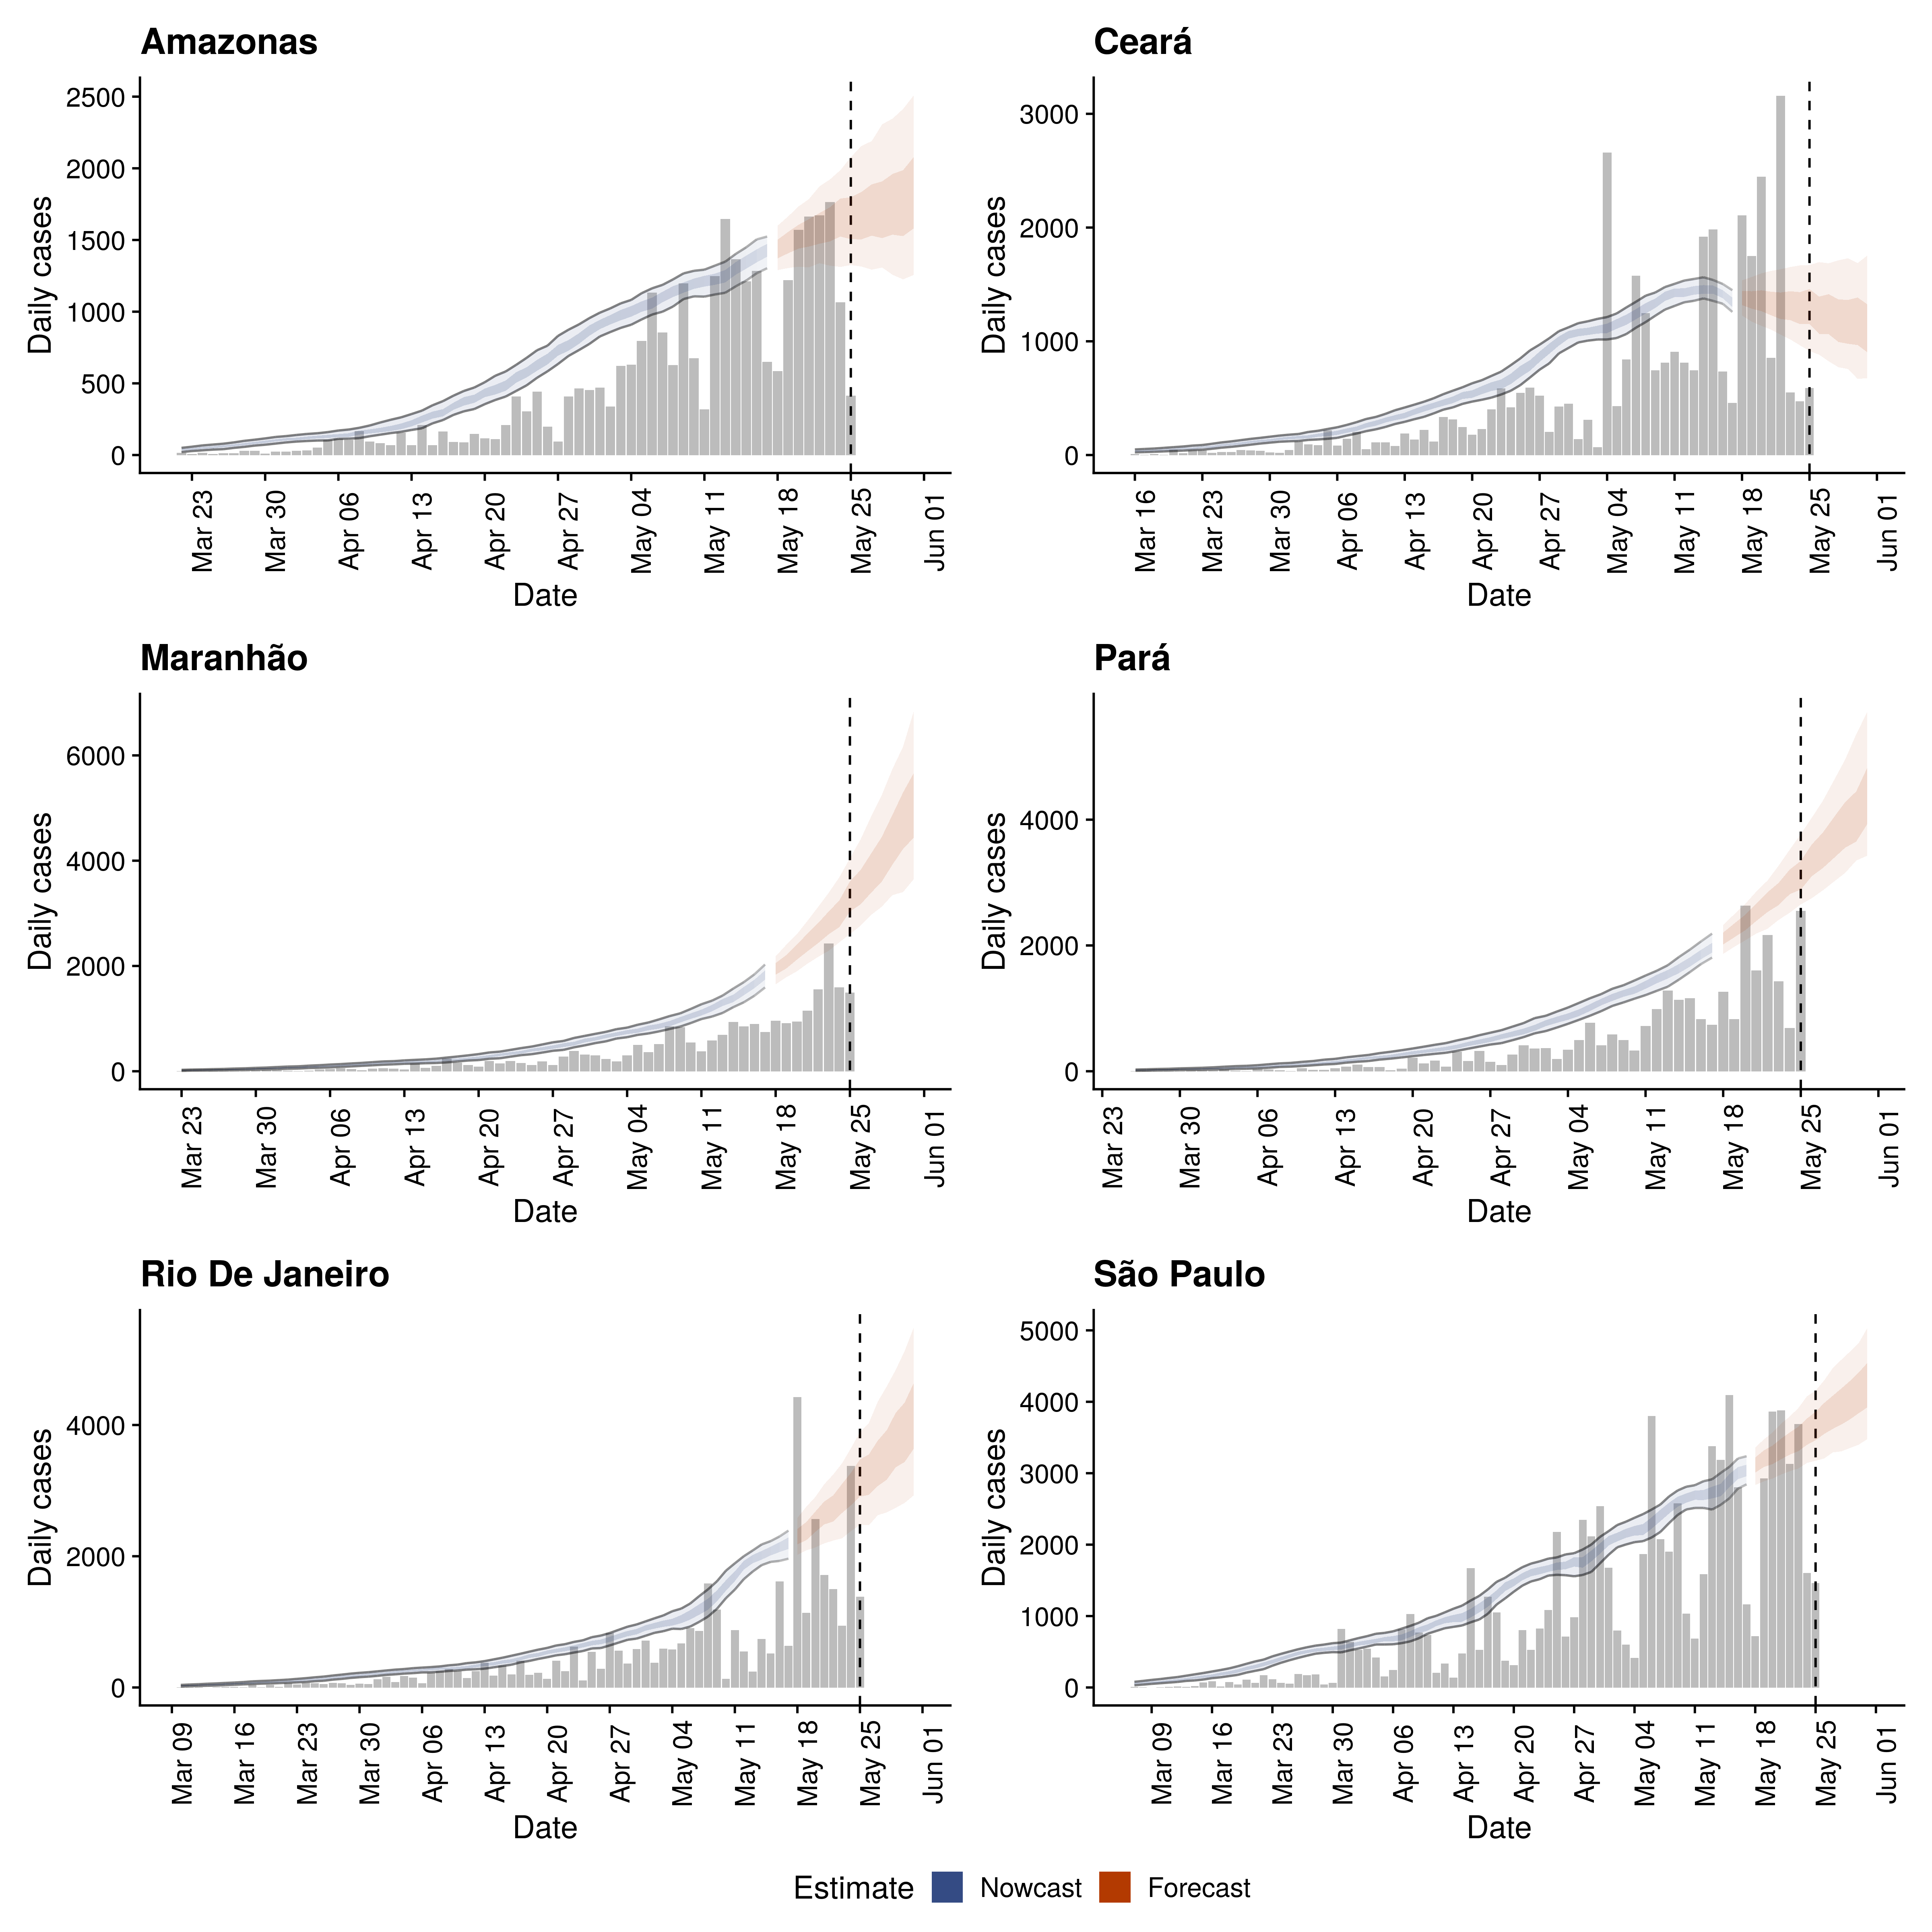 Amazonas
Daily cases
2500
2000
1500
1000
500
0
Mar 23
Mar 30
Apr 06
Apr 13
Apr 20
Apr 27
May 04
May 11
May 18
May 25
Jun 01
Date
Ceará
Daily cases
3000
2000
1000
0
Mar 16
Mar 23
Mar 30
Apr 06
Apr 13
Apr 20
Apr 27
May 04
May 11
May 18
May 25
Jun 01
Date
Maranhão
Daily cases
6000
4000
2000
0
Mar 23
Mar 30
Apr 06
Apr 13
Apr 20
Apr 27
May 04
May 11
May 18
May 25
Jun 01
Date
Pará
Daily cases
4000
2000
0
Mar 23
Mar 30
Apr 06
Apr 13
Apr 20
Apr 27
May 04
May 11
May 18
May 25
Jun 01
Date
Rio De Janeiro
Daily cases
4000
2000
0
Mar 09
Mar 16
Mar 23
Mar 30
Apr 06
Apr 13
Apr 20
Apr 27
May 04
May 11
May 18
May 25
Jun 01
Date
São Paulo
Daily cases
5000
4000
3000
2000
1000
0
Mar 09
Mar 16
Mar 23
Mar 30
Apr 06
Apr 13
Apr 20
Apr 27
May 04
May 11
May 18
May 25
Jun 01
Date
Estimate Nowcast Forecast